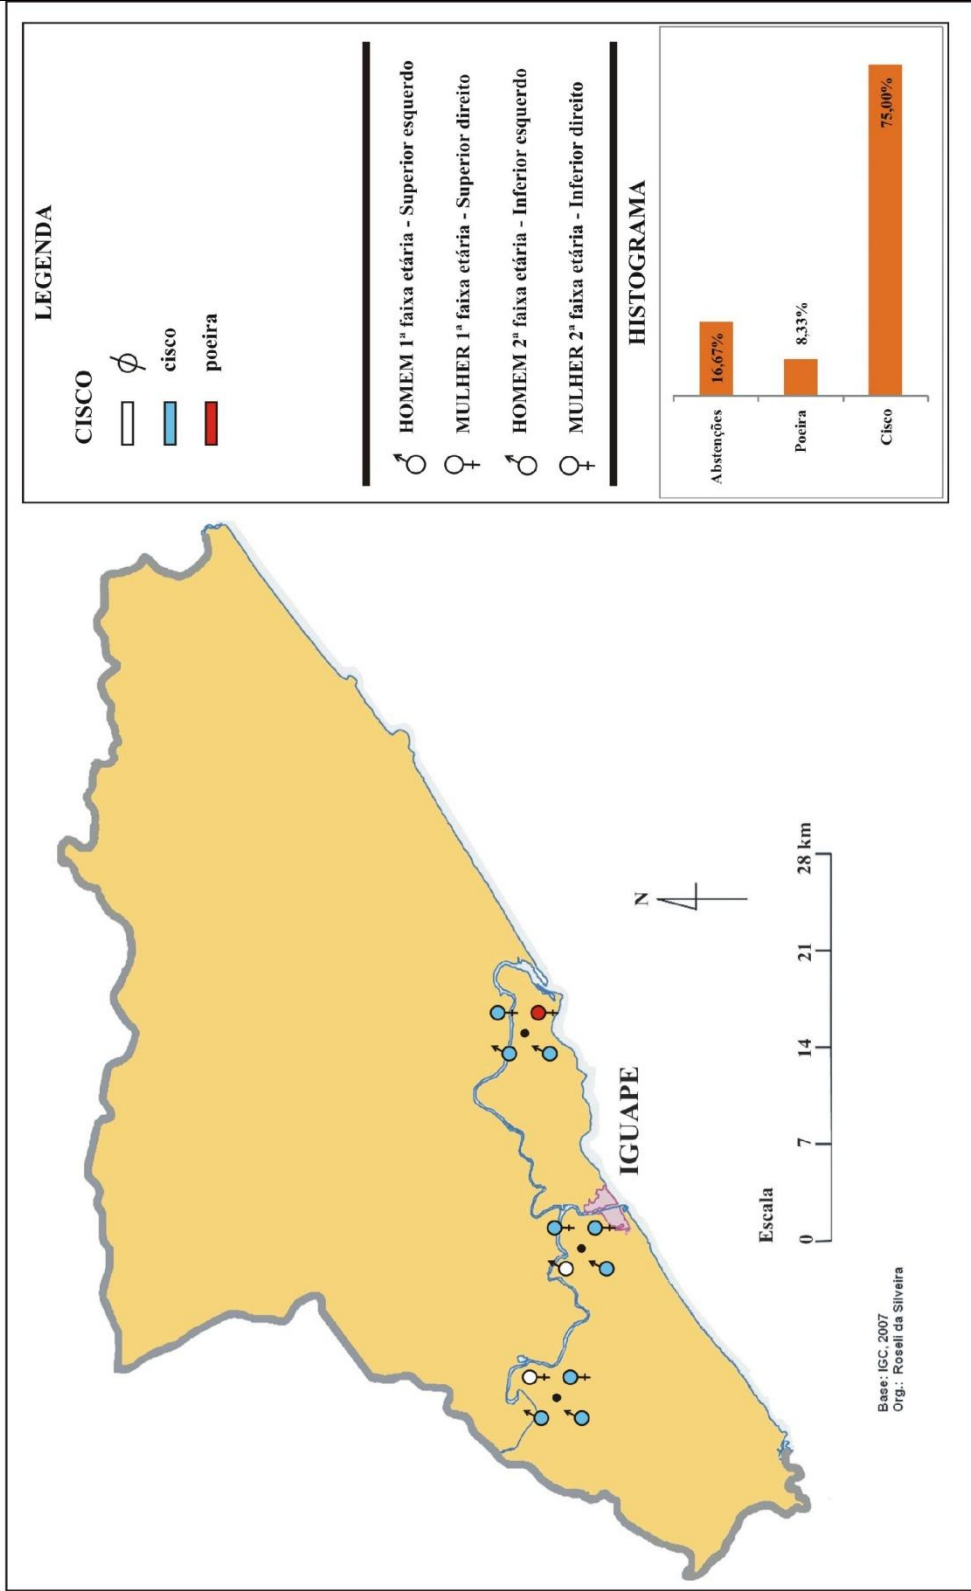 LEGENDA
CISCO
ϕ
cisco
poeira
HOMEM 1ª faixa etária - Superior esquerdo
MULHER 1ª faixa etária - Superior direito
HOMEM 2ª faixa etária - Inferior esquerdo
MULHER 2ª faixa etária - Inferior direito
HISTOGRAMA
Abstenções 16,67%
Poeira 8,33%
Cisco 75,00%
IGUAPE
N
Escala
0 7 14 21 28 km
Base: IGC, 2007
Org.: Roseli da Silveira